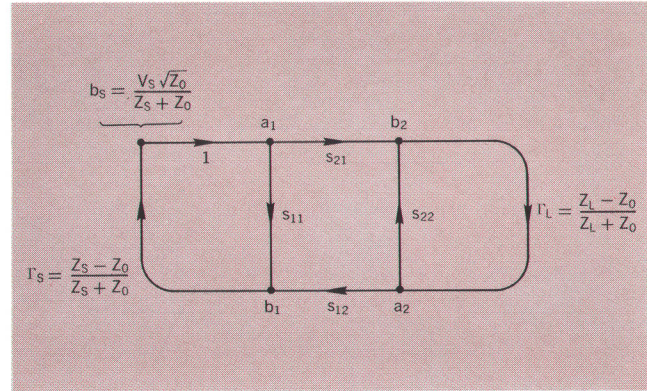 b_S = V_S √Z_0 / Z_S + Z_0
a_1
b_2
1
s_21
s_11
s_22
Γ_L = Z_L − Z_0 / Z_L + Z_0
Γ_S = Z_S − Z_0 / Z_S + Z_0
b_1
s_12
a_2